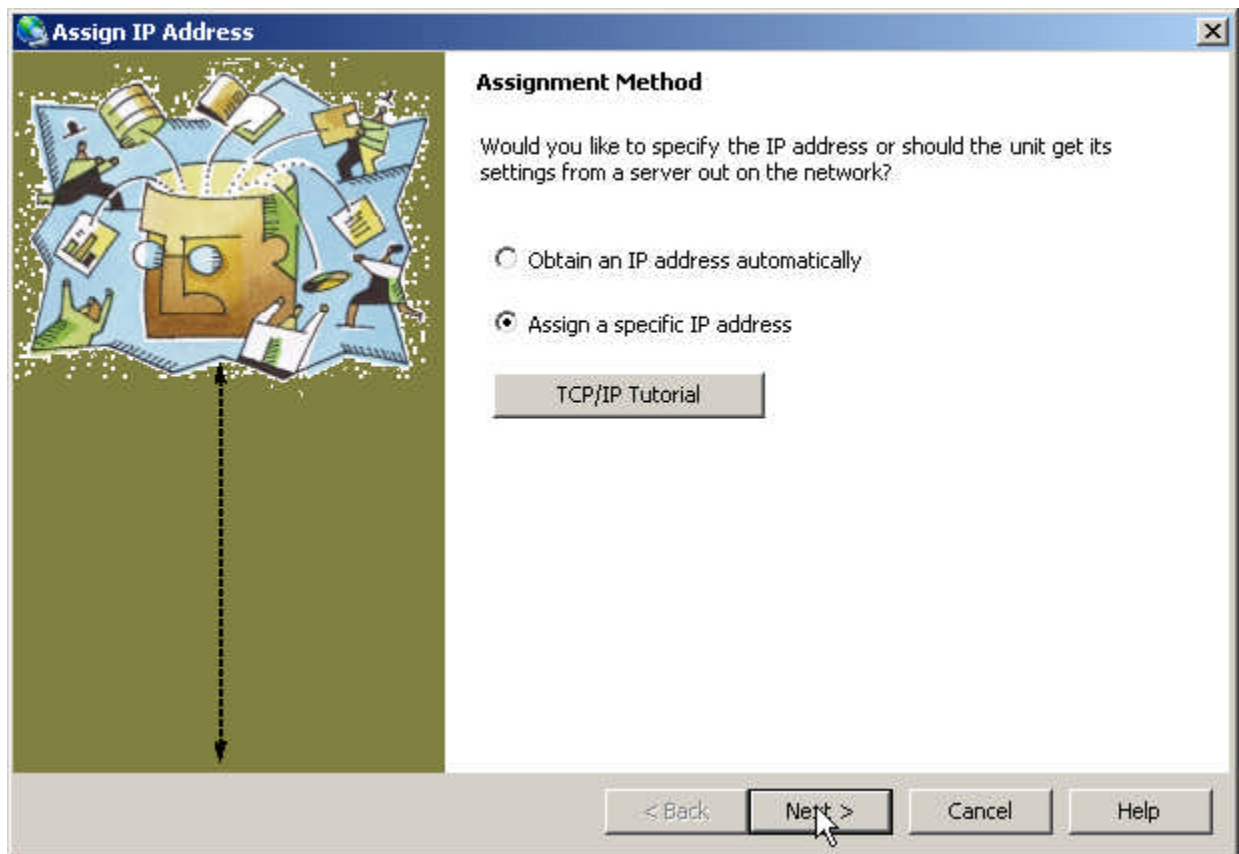 Assign IP Address
Assignment Method
Would you like to specify the IP address or should the unit get its
settings from a server out on the network?
Obtain an IP address automatically
Assign a specific IP address
TCP/IP Tutorial
< Back
Next >
Cancel
Help